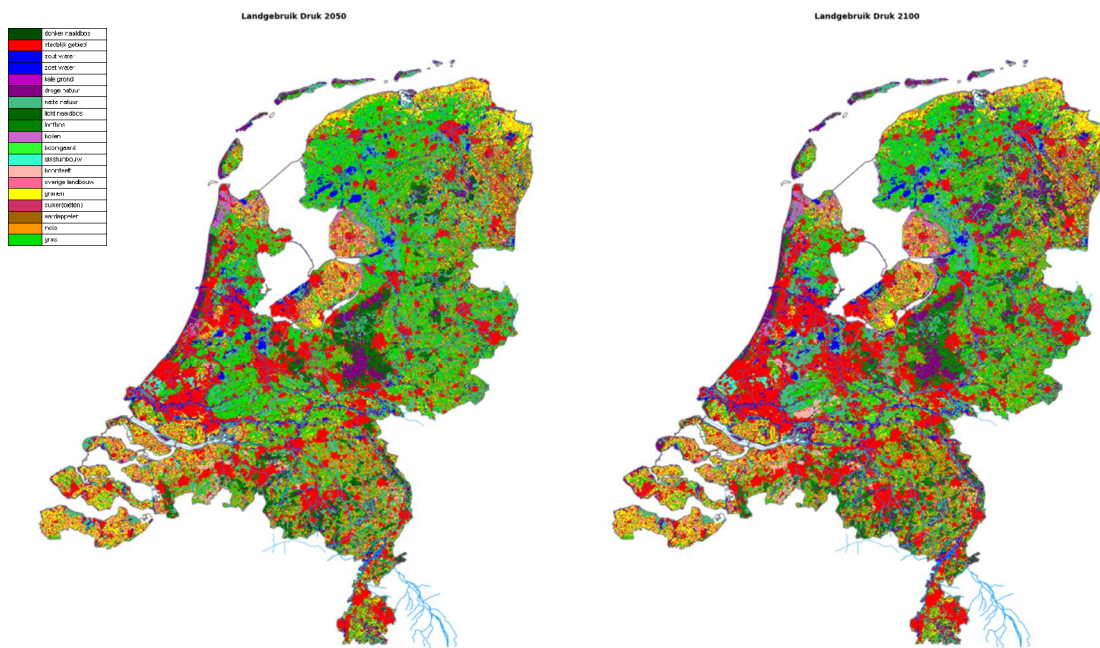 Landgebruik Druk 2050
Landgebruik Druk 2100
donker naaldbos
stedelijk gebied
zout water
zoet water
kale grond
droge natuur
natte natuur
licht naaldbos
loofbos
bollen
boomgaard
glastuinbouw
boomteelt
overige landbouw
granen
suiker(bieten)
aardappelen
mais
gras